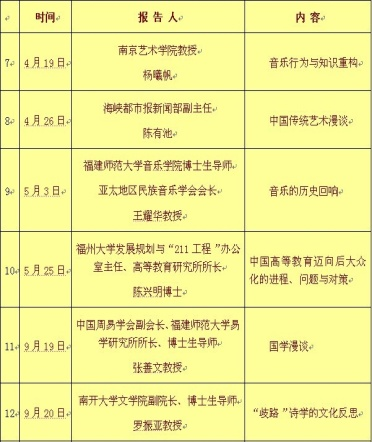 时间 报告人 内容
7 4月19日 南京艺术学院教授
杨曦帆
音乐行为与知识重构
8 4月26日 海峡都市报新闻部副主任
陈有池
中国传统艺术漫谈
9 5月3日 福建师范大学音乐学院博士生导师
亚太地区民族音乐学会会长
王耀华教授
音乐的历史回响
10 5月25日 福州大学发展规划与“211工程”办公
室主任、高等教育研究所所长
陈兴明博士
中国高等教育迈向后大众
化的进程、问题与对策
11 9月19日 中国周易学会副会长、福建师范大学易
学研究所所长、博士生导师
张善文教授
国学漫谈
12 9月20日 南开大学文学院副院长、博士生导师
罗振亚教授
“歧路”诗学的文化反思